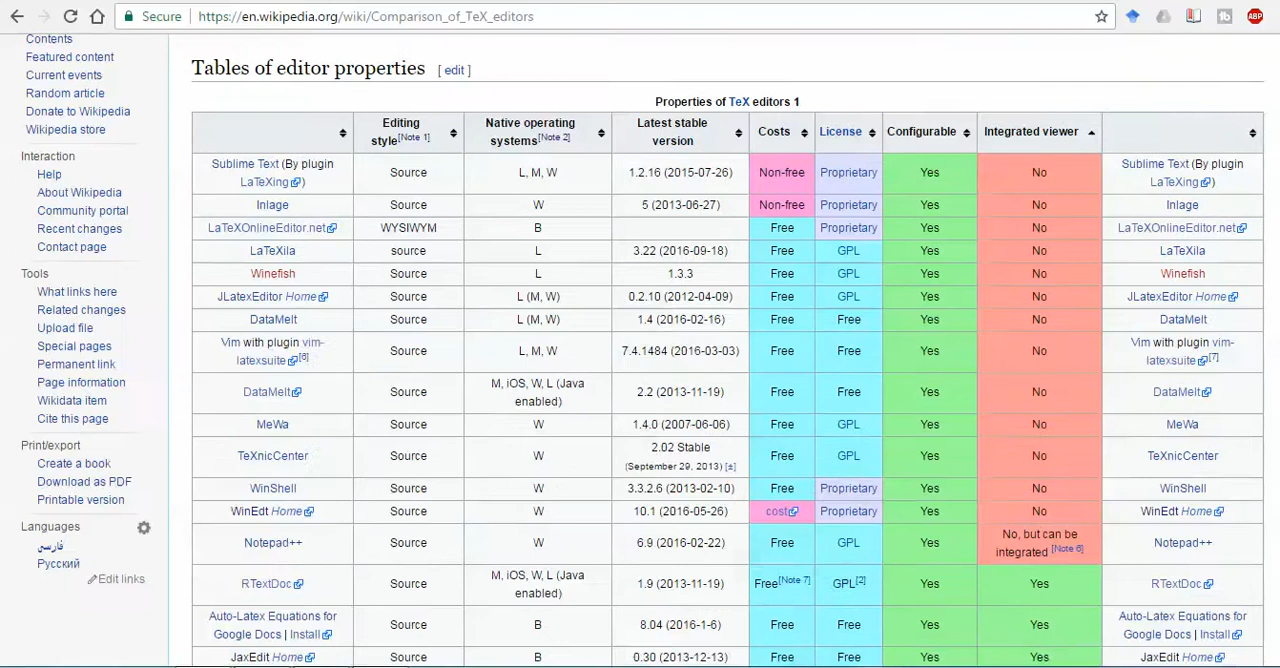 Secure https://en.wikipedia.org/wiki/Comparison_of_TeX_editors
ABP
Contents
Featured content
Current events
Random article
Donate to Wikipedia
Wikipedia store
Interaction
Help
About Wikipedia
Community portal
Recent changes
Contact page
Tools
What links here
Related changes
Upload file
Special pages
Permanent link
Page information
Wikidata item
Cite this page
Print/export
Create a book
Download as PDF
Printable version
Languages
فارسی
Русский
Edit links
Tables of editor properties [ edit ]
Properties of TeX editors 1
Editing style[Note 1] Native operating systems[Note 2] Latest stable version Costs License Configurable Integrated viewer
Sublime Text (By plugin LaTeXing) Source L, M, W 1.2.16 (2015-07-26) Non-free Proprietary Yes No Sublime Text (By plugin LaTeXing)
Inlage Source W 5 (2013-06-27) Non-free Proprietary Yes No Inlage
LaTeXOnlineEditor.net WYSIWYM B Free Proprietary Yes No LaTeXOnlineEditor.net
LaTeXila source L 3.22 (2016-09-18) Free GPL Yes No LaTeXila
Winefish source L 1.3.3 Free GPL Yes No Winefish
JLatexEditor Home Source L (M, W) 0.2.10 (2012-04-09) Free GPL Yes No JLatexEditor Home
DataMelt Source L (M, W) 1.4 (2016-02-16) Free Free Yes No DataMelt
Vim with plugin vim-latexsuite[6] Source L, M, W 7.4.1484 (2016-03-03) Free Free Yes No Vim with plugin vim-latexsuite[7]
DataMelt Source M, iOS, W, L (Java enabled) 2.2 (2013-11-19) Free Free Yes No DataMelt
MeWa Source W 1.4.0 (2007-06-06) Free GPL Yes No MeWa
TeXnicCenter Source W 2.02 Stable (September 29, 2013) [±] Free GPL Yes No TeXnicCenter
WinShell Source W 3.3.2.6 (2013-02-10) Free Proprietary Yes No WinShell
WinEdt Home Source W 10.1 (2016-05-26) cost Proprietary Yes No WinEdt Home
Notepad++ Source W 6.9 (2016-02-22) Free GPL Yes No, but can be integrated [Note 6] Notepad++
RTextDoc Source M, iOS, W, L (Java enabled) 1.9 (2013-11-19) Free[Note 7] GPL[2] Yes Yes RTextDoc
Auto-Latex Equations for Google Docs | Install Source B 8.04 (2016-1-6) Free Free Yes Yes Auto-Latex Equations for Google Docs | Install
JaxEdit Home Source B 0.30 (2013-12-13) Free Free Yes Yes JaxEdit Home